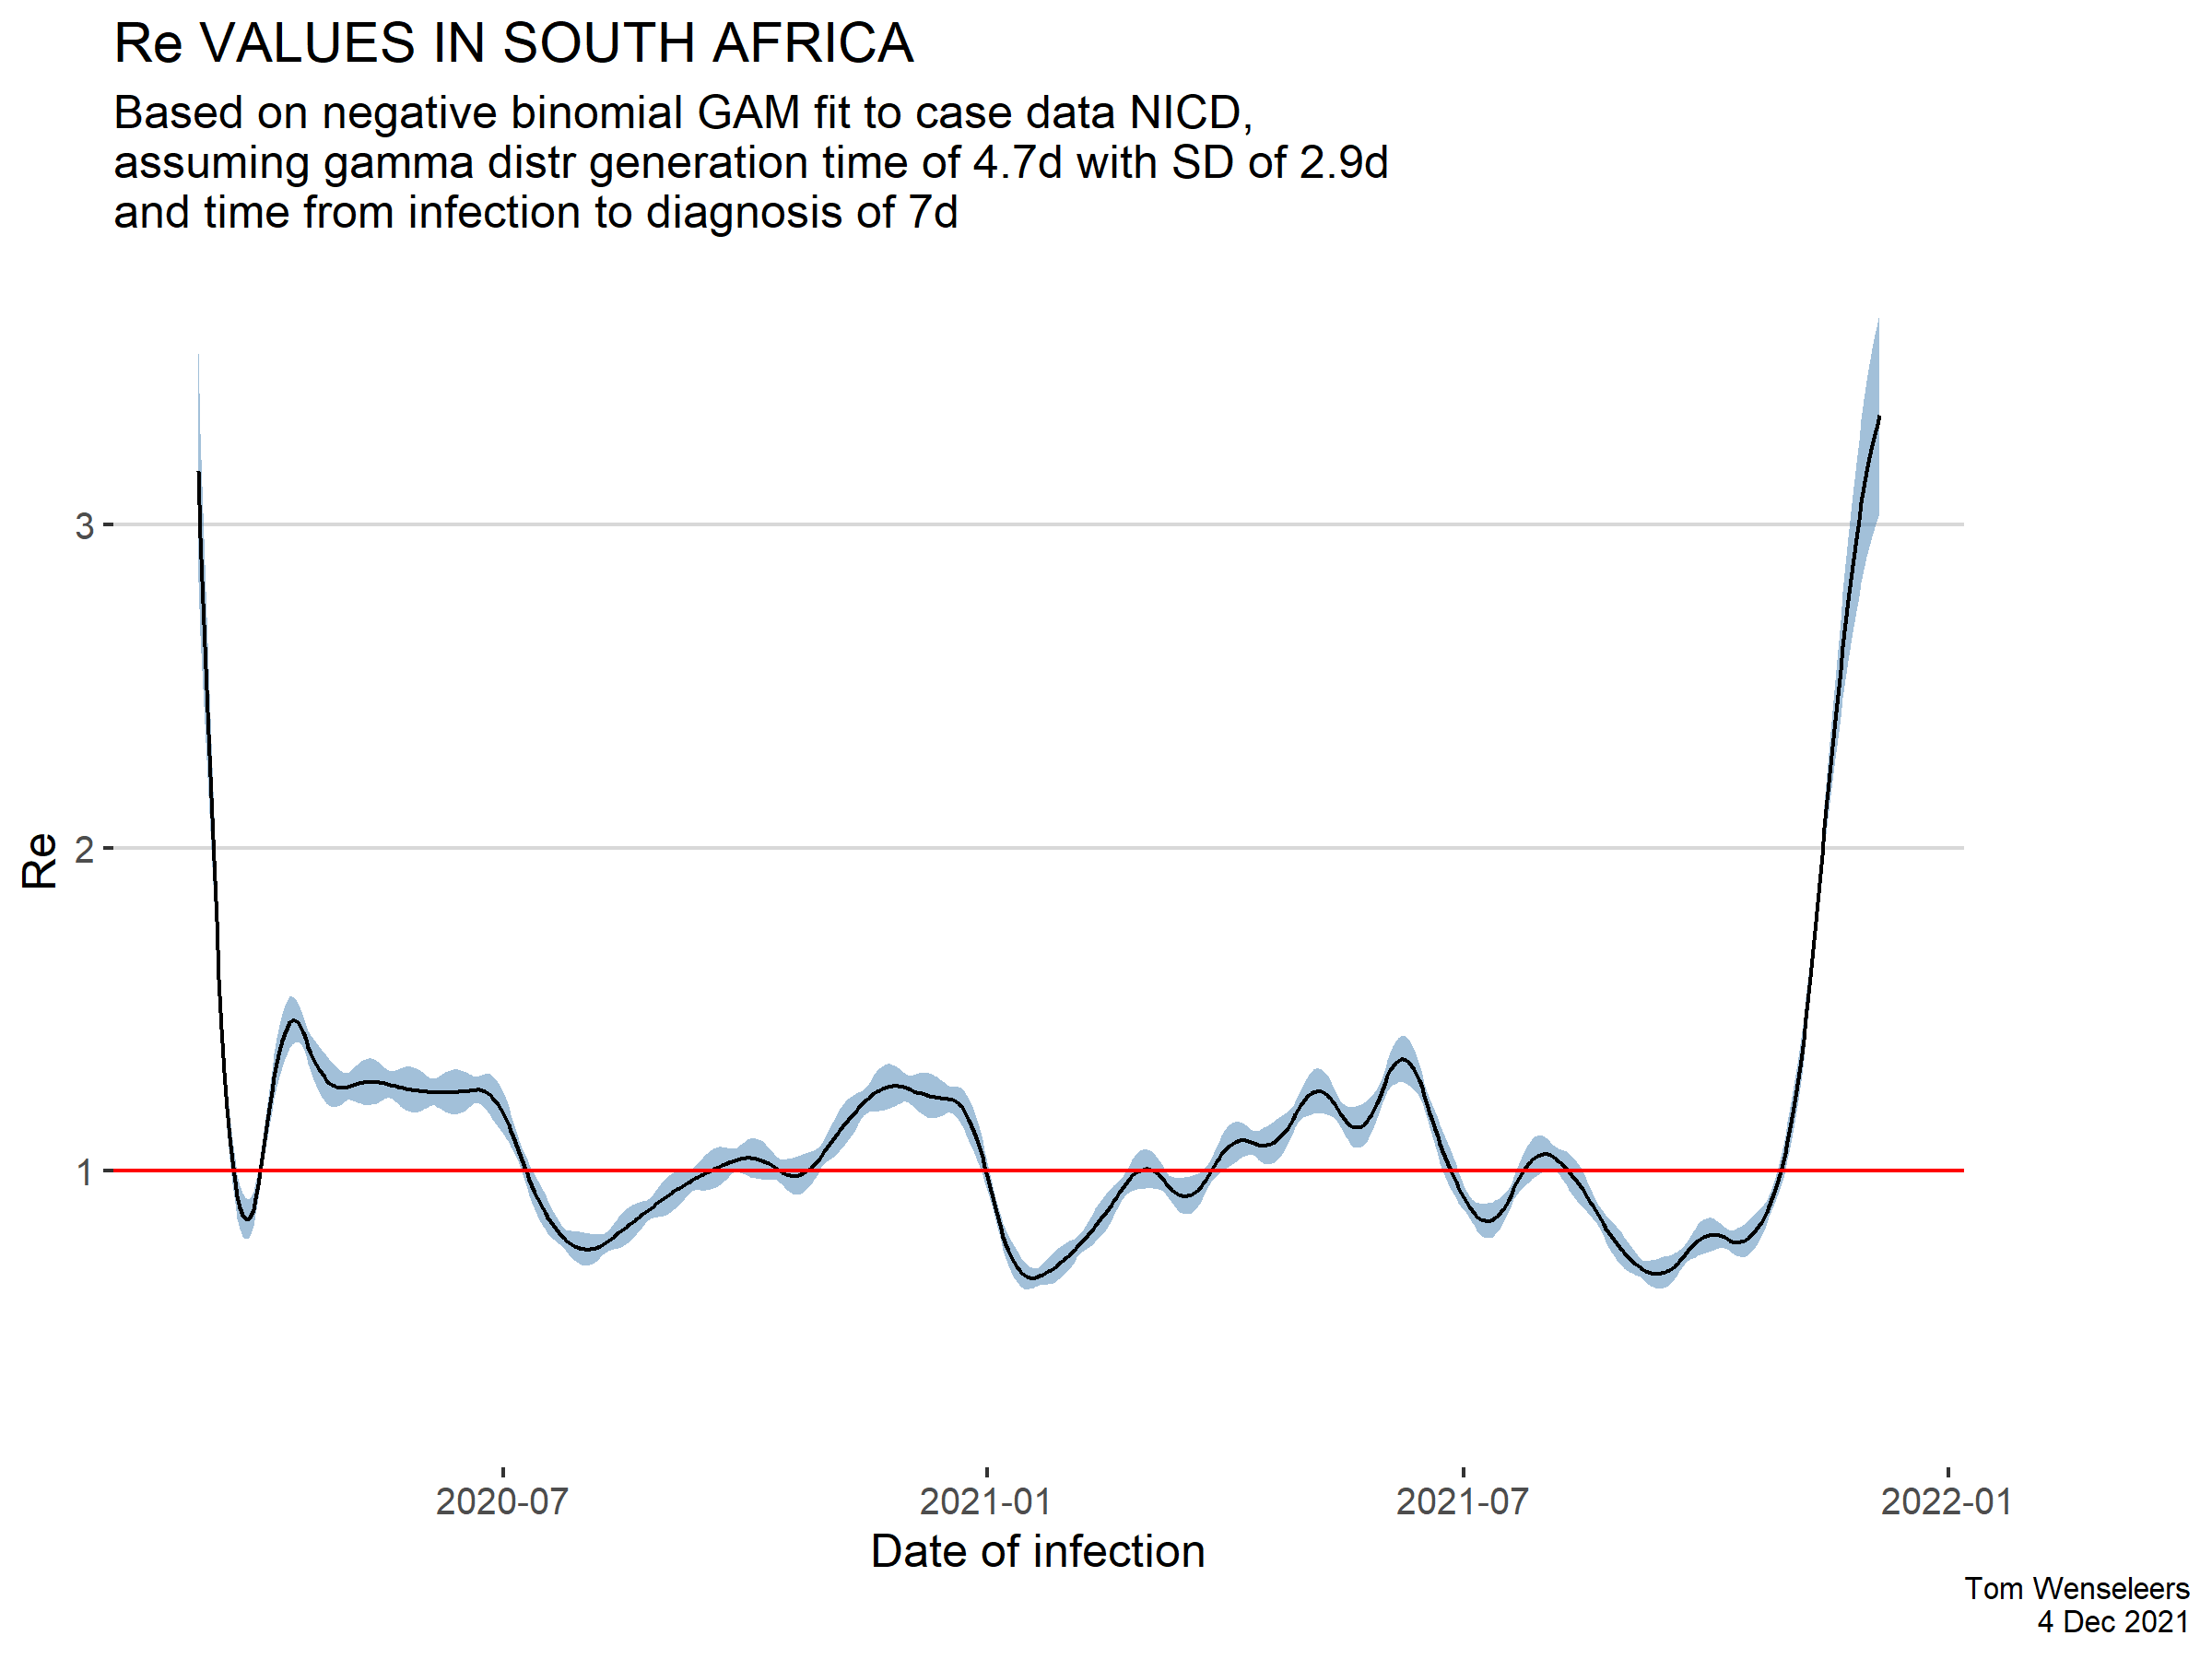 Re VALUES IN SOUTH AFRICA
Based on negative binomial GAM fit to case data NICD,
assuming gamma distr generation time of 4.7d with SD of 2.9d
and time from infection to diagnosis of 7d
3
2
1
Re
2020-07
2021-01
2021-07
2022-01
Date of infection
Tom Wenseleers
4 Dec 2021